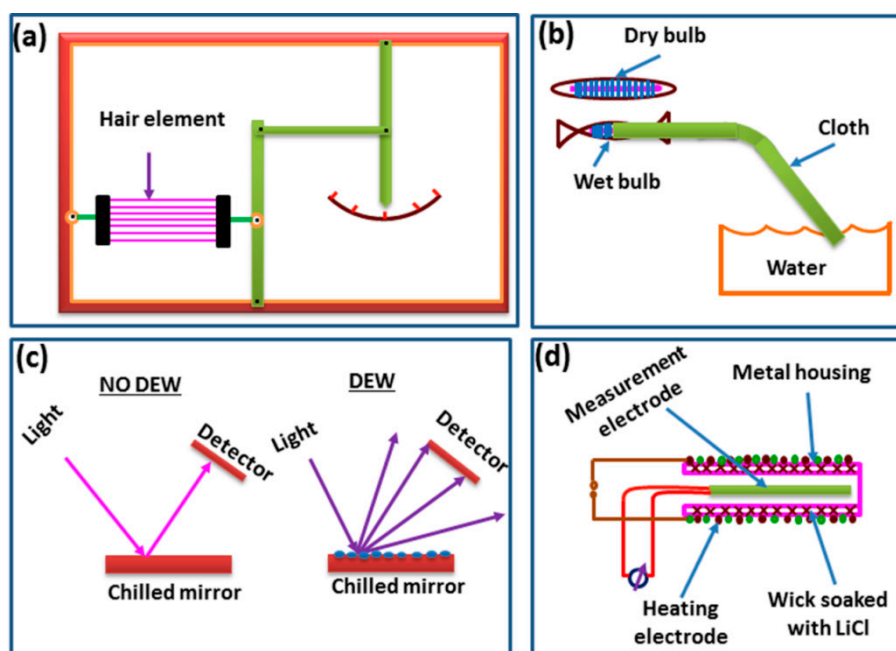 (a)
Hair element
(b)
Dry bulb
Cloth
Wet bulb
Water
(c)
NO DEW
Light
Detector
Chilled mirror
DEW
Light
Detector
Chilled mirror
(d)
Measurement
electrode
Metal housing
Heating
electrode
Wick soaked
with LiCl